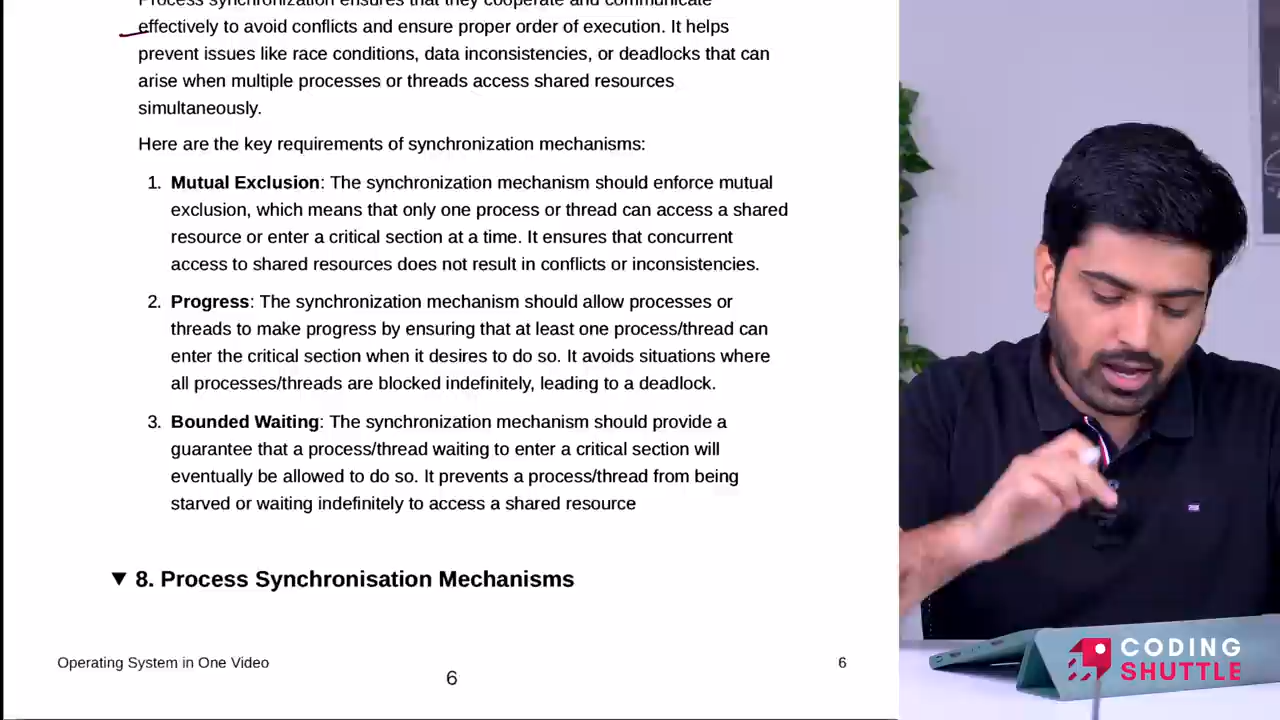 Process synchronization ensures that they cooperate and communicate
effectively to avoid conflicts and ensure proper order of execution. It helps
prevent issues like race conditions, data inconsistencies, or deadlocks that can
arise when multiple processes or threads access shared resources
simultaneously.
Here are the key requirements of synchronization mechanisms:
1. Mutual Exclusion: The synchronization mechanism should enforce mutual
exclusion, which means that only one process or thread can access a shared
resource or enter a critical section at a time. It ensures that concurrent
access to shared resources does not result in conflicts or inconsistencies.
2. Progress: The synchronization mechanism should allow processes or
threads to make progress by ensuring that at least one process/thread can
enter the critical section when it desires to do so. It avoids situations where
all processes/threads are blocked indefinitely, leading to a deadlock.
3. Bounded Waiting: The synchronization mechanism should provide a
guarantee that a process/thread waiting to enter a critical section will
eventually be allowed to do so. It prevents a process/thread from being
starved or waiting indefinitely to access a shared resource
▼ 8. Process Synchronisation Mechanisms
Operating System in One Video
6
6
CODING
SHUTTLE